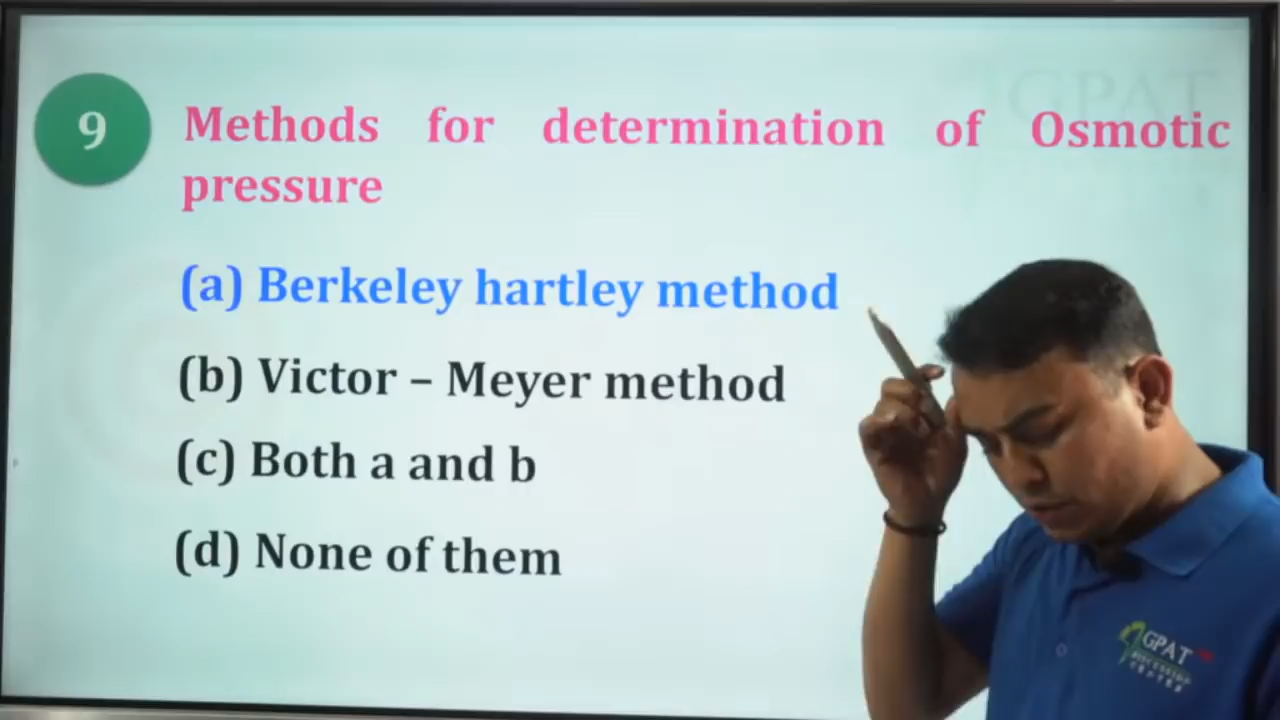 9
Methods for determination of Osmotic
pressure
(a) Berkeley hartley method
(b) Victor – Meyer method
(c) Both a and b
(d) None of them
GPAT
GPAT